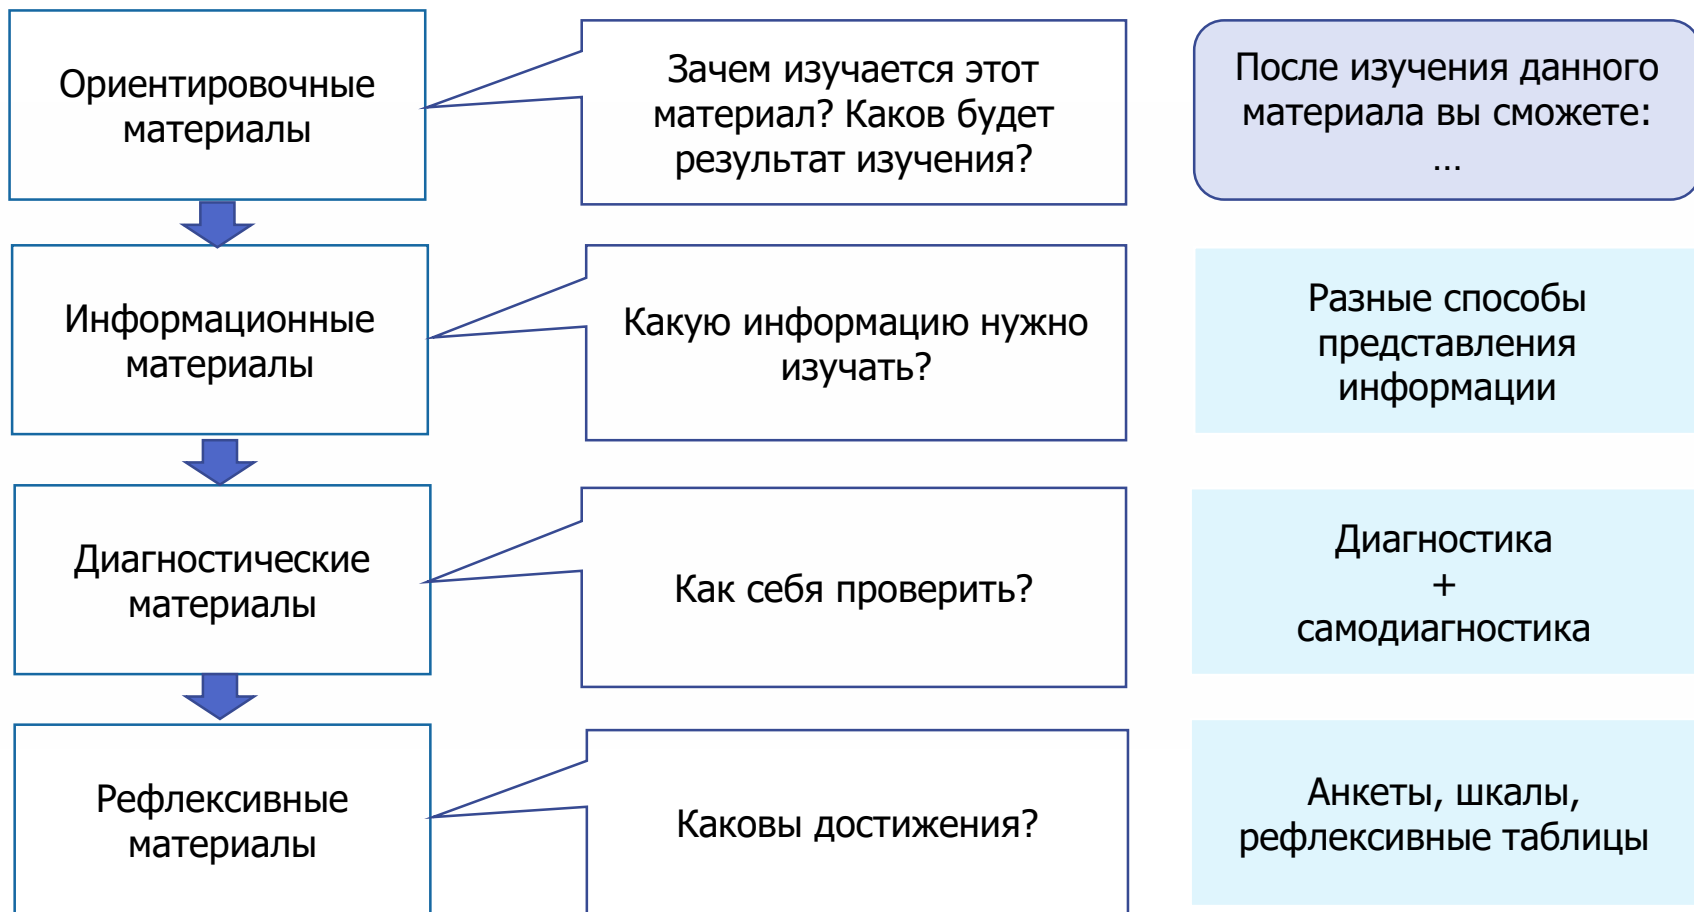 Ориентировочные
материалы
Зачем изучается этот
материал? Каков будет
результат изучения?
После изучения данного
материала вы сможете:
...
Информационные
материалы
Какую информацию нужно
изучать?
Разные способы
представления
информации
Диагностические
материалы
Как себя проверить?
Диагностика
+
самодиагностика
Рефлексивные
материалы
Каковы достижения?
Анкеты, шкалы,
рефлексивные таблицы